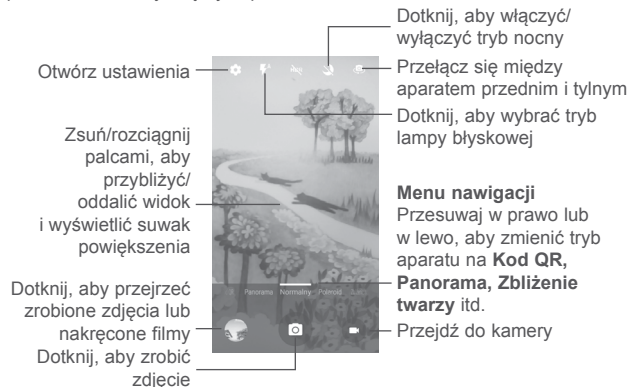 Dotknij, aby włączyć/
wyłączyć tryb nocny
Otwórz ustawienia
Przełącz się między
aparatem przednim i tylnym
Dotknij, aby wybrać tryb
lampy błyskowej
Zsuń/rozciągnij
palcami, aby
przybliżyć/
oddalić widok
i wyświetlić suwak
powiększenia
Menu nawigacji
Przesuwaj w prawo lub
w lewo, aby zmienić tryb
aparatu na Kod QR,
Panorama, Zbliżenie
twarzy itd.
Panorama Normalny Polaroid
Dotknij, aby przejrzeć
zrobione zdjęcia lub
nakręcone filmy
Przejdź do kamery
Dotknij, aby zrobić
zdjęcie